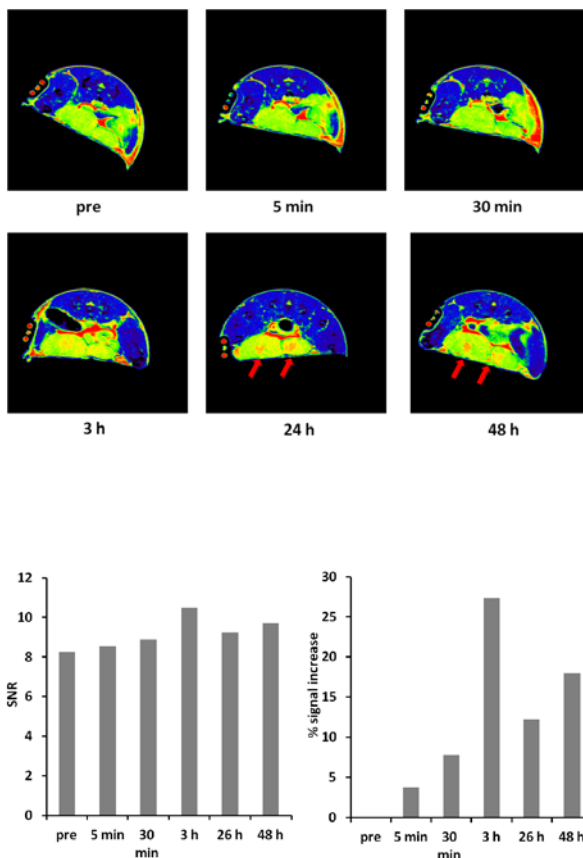 pre 5 min 30 min
3 h 24 h 48 h
12
10
8
6
4
2
0
SNR
pre 5 min 30 3 h 26 h 48 h
min
30
25
20
15
10
5
0
% signal increase
pre 5 min 30 3 h 26 h 48 h
min